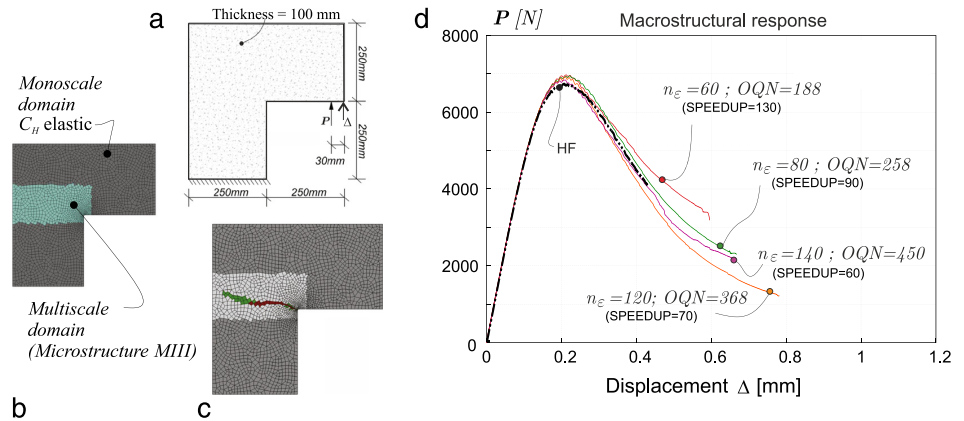 a
Thickness = 100 mm
250mm
250mm
P
Δ
30mm
250mm
250mm
Monoscale
domain
C_H elastic
Multiscale
domain
(Microstructure MIII)
b
c
d
P [N]
Macrostructural response
8000
6000
4000
2000
0
0
0.2
0.4
0.6
0.8
1
1.2
Displacement Δ [mm]
HF
n_ε=60 ; OQN=188
(SPEEDUP=130)
n_ε=80 ; OQN=258
(SPEEDUP=90)
n_ε=140 ; OQN=450
(SPEEDUP=60)
n_ε=120; OQN=368
(SPEEDUP=70)